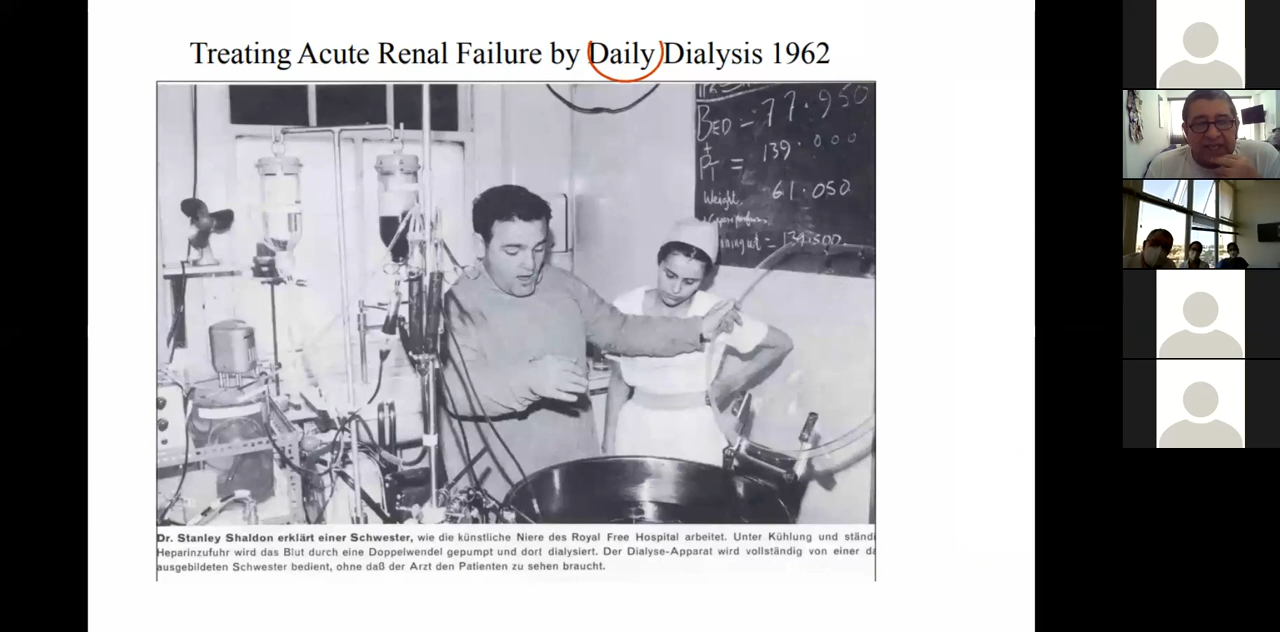 Treating Acute Renal Failure by Daily Dialysis 1962
BED = 77.950
+
PT = 139.000
Weight 61.050
= 139.500
Dr. Stanley Shaldon erklärt einer Schwester, wie die künstliche Niere des Royal Free Hospital arbeitet. Unter Kühlung und ständi
Heparinzufuhr wird das Blut durch eine Doppelwendel gepumpt und dort dialysiert. Der Dialyse-Apparat wird vollständig von einer da
ausgebildeten Schwester bedient, ohne daß der Arzt den Patienten zu sehen braucht.